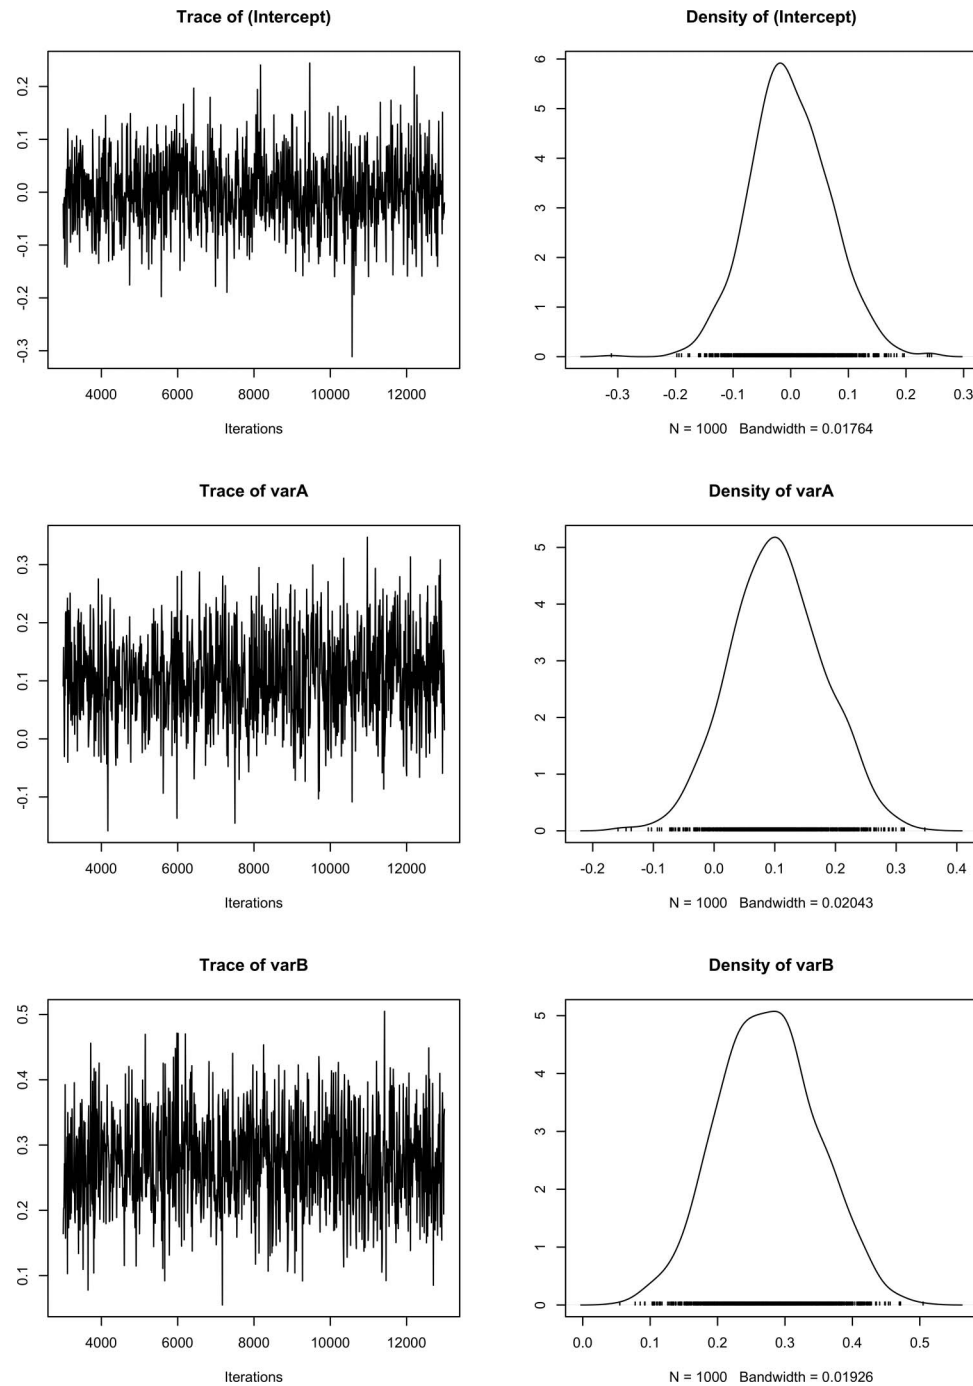 Trace of (Intercept)
0.2
0.1
0.0
-0.1
-0.2
-0.3
4000 6000 8000 10000 12000
Iterations
Density of (Intercept)
6
5
4
3
2
1
0
-0.3 -0.2 -0.1 0.0 0.1 0.2 0.3
N = 1000 Bandwidth = 0.01764
Trace of varA
0.3
0.2
0.1
0.0
-0.1
4000 6000 8000 10000 12000
Iterations
Density of varA
5
4
3
2
1
0
-0.2 -0.1 0.0 0.1 0.2 0.3 0.4
N = 1000 Bandwidth = 0.02043
Trace of varB
0.5
0.4
0.3
0.2
0.1
4000 6000 8000 10000 12000
Iterations
Density of varB
5
4
3
2
1
0
0.0 0.1 0.2 0.3 0.4 0.5
N = 1000 Bandwidth = 0.01926